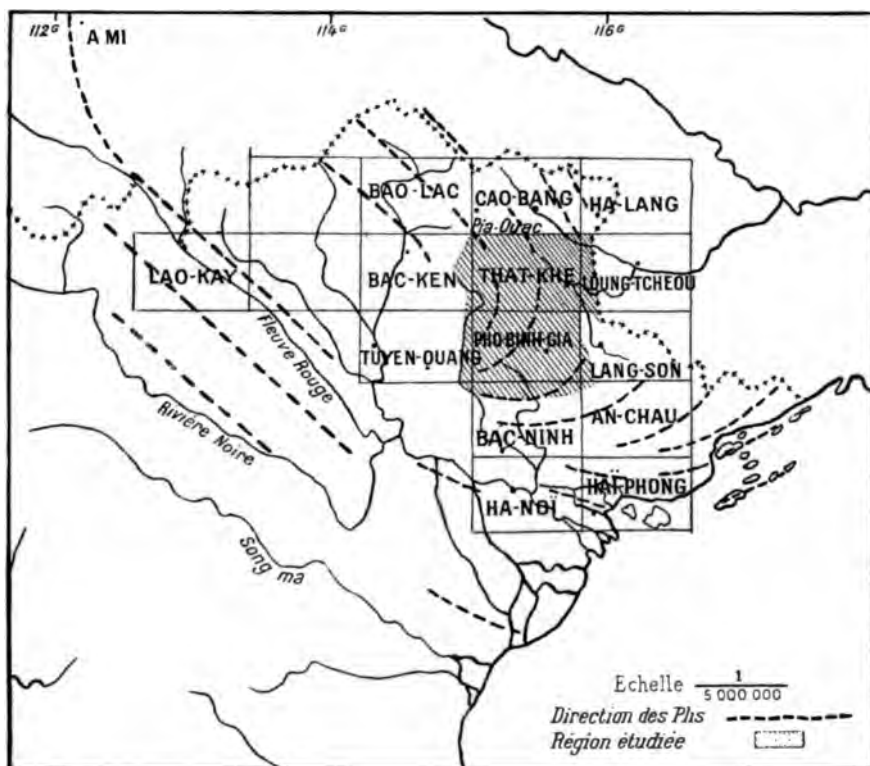 112G
114G
116G
A MI
BAO-LAC
CAO-BANG
HA-LANG
Pia-Ouac
LAO-KAY
BAC-KEN
THAT-KHE
LOUNG-TCHEOU
Fleuve Rouge
TUYEN-QUANG
PHO-BINH-GIA
LANG-SON
Rivière Noire
AN-CHAU
BAC-NINH
HAÏ-PHONG
HA-NOÏ
Song ma
Echelle 1
5 000 000
Direction des Plis
Région étudiée